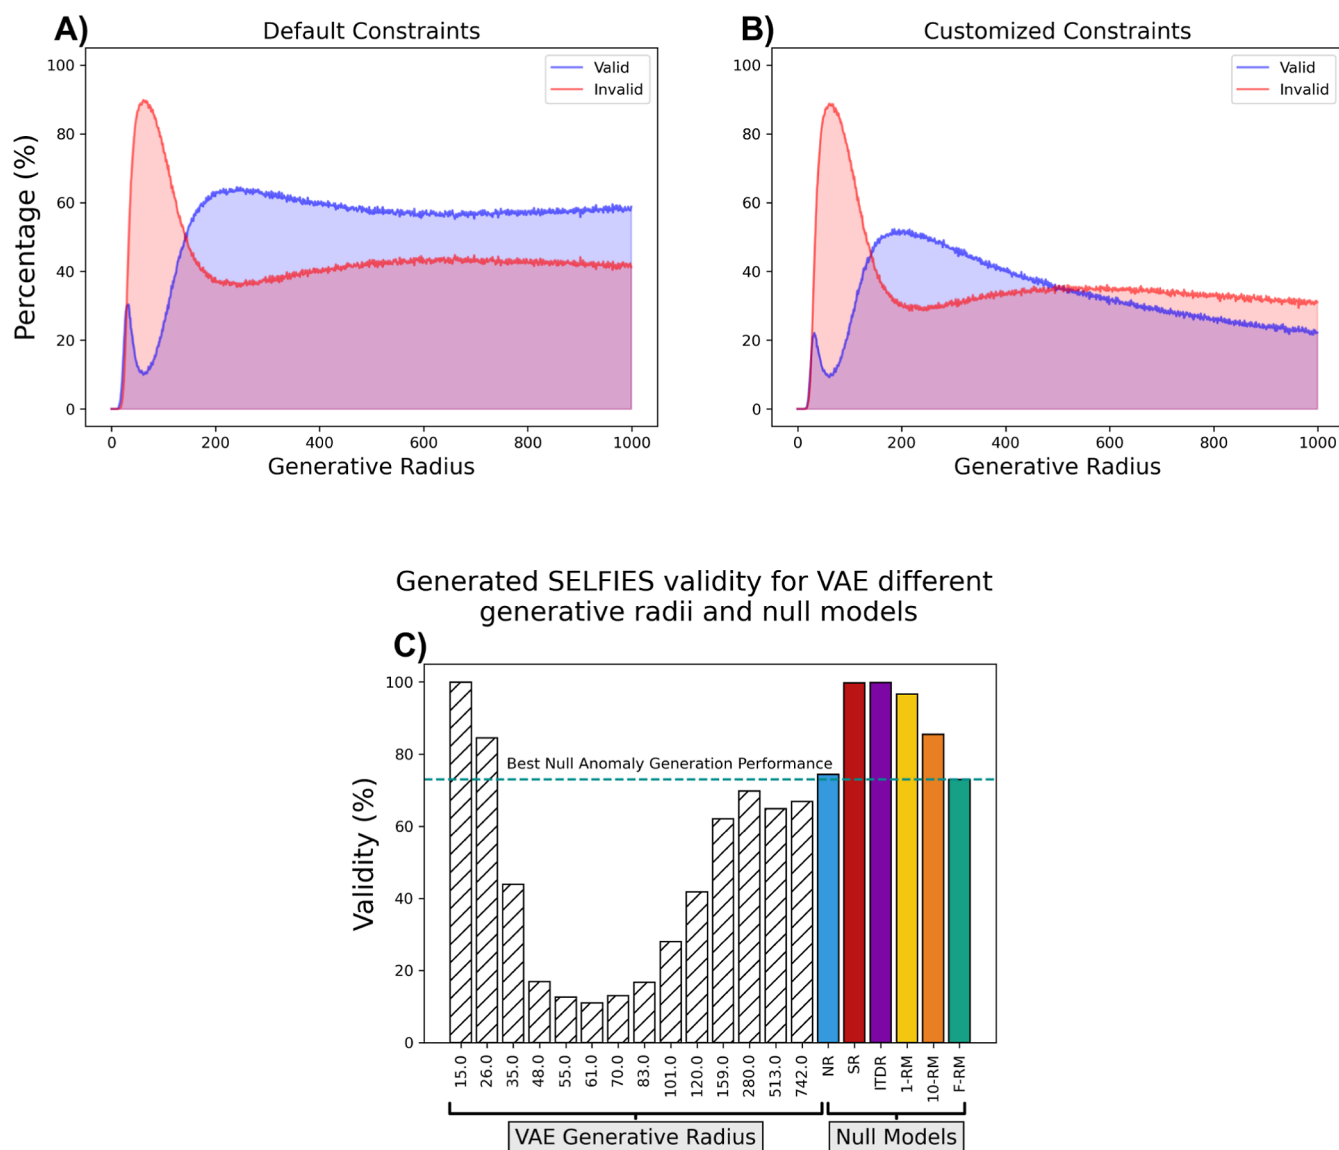 A)
Default Constraints
100
80
60
40
20
0
Percentage (%)
Valid
Invalid
0 200 400 600 800 1000
Generative Radius
B)
Customized Constraints
100
80
60
40
20
0
Valid
Invalid
0 200 400 600 800 1000
Generative Radius
Generated SELFIES validity for VAE different
generative radii and null models
C)
100
80
60
40
20
0
Validity (%)
Best Null Anomaly Generation Performance
15.0 26.0 35.0 48.0 55.0 61.0 70.0 83.0 101.0 120.0 159.0 280.0 513.0 742.0 NR SR ITDR 1-RM 10-RM F-RM
VAE Generative Radius
Null Models